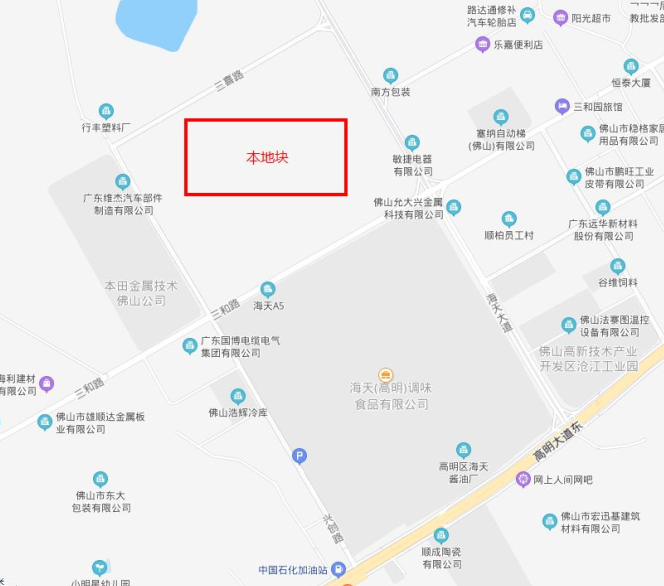 路达通修补
汽车轮胎店
阳光超市
教批发部
乐嘉便利店
恒泰大厦
三喜路
南方包装
行丰塑料厂
三和园旅馆
塞纳自动梯
(佛山)有限公司
佛山市稳格家居
用品有限公司
本地块
敏捷电器
有限公司
广东维杰汽车部件
制造有限公司
佛山市鹏旺工业
皮带有限公司
佛山允大兴金属
科技有限公司
顺柏员工村
广东远华新材料
股份有限公司
谷维饲料
本田金属技术
佛山公司
海天A5
三和路
海天大道
佛山法赛图温控
设备有限公司
广东国博电缆电气
集团有限公司
佛山高新技术产业
开发区沧江工业园
海利建材
有限公司
三和路
海天(高明)调味
食品有限公司
佛山浩辉冷库
佛山市雄顺达金属板
业有限公司
高明大道东
P
高明区海天
酱油厂
网上人间网吧
佛山市东大
包装有限公司
兴创路
佛山市宏迅基建筑
材料有限公司
顺成陶瓷
有限公司
中国石化加油站
小明星幼儿园